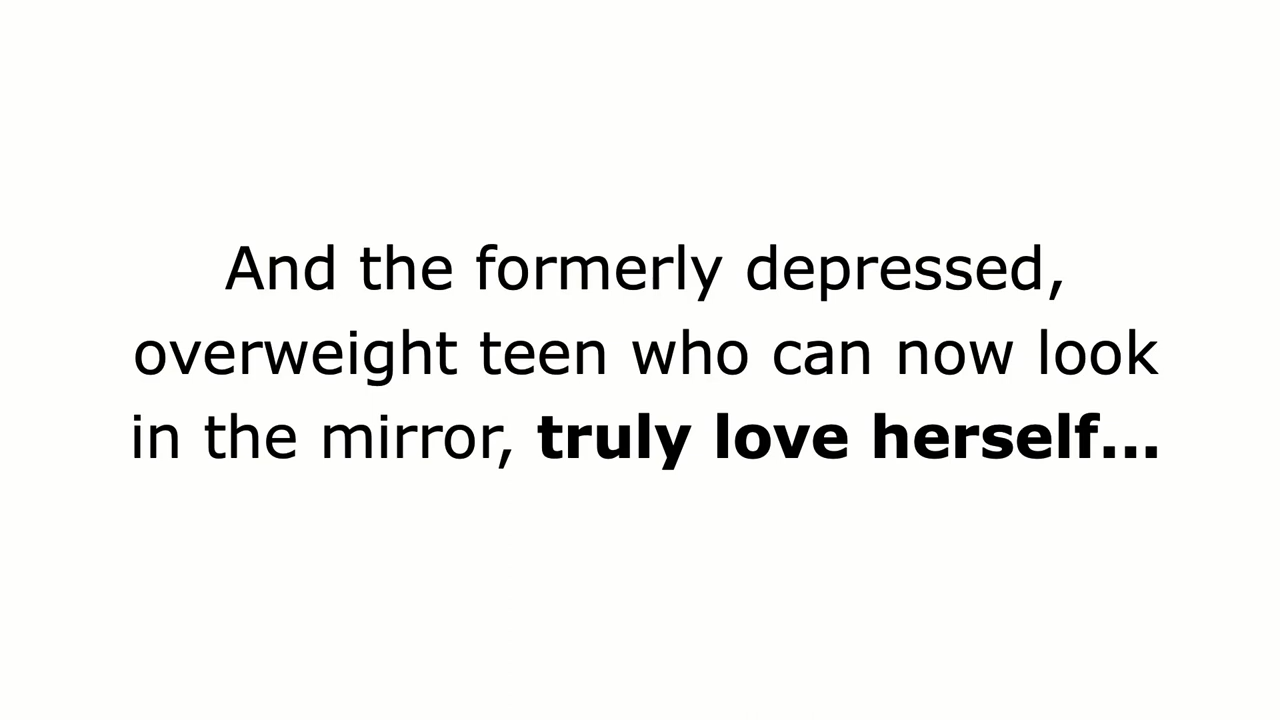 And the formerly depressed,
overweight teen who can now look
in the mirror, truly love herself...